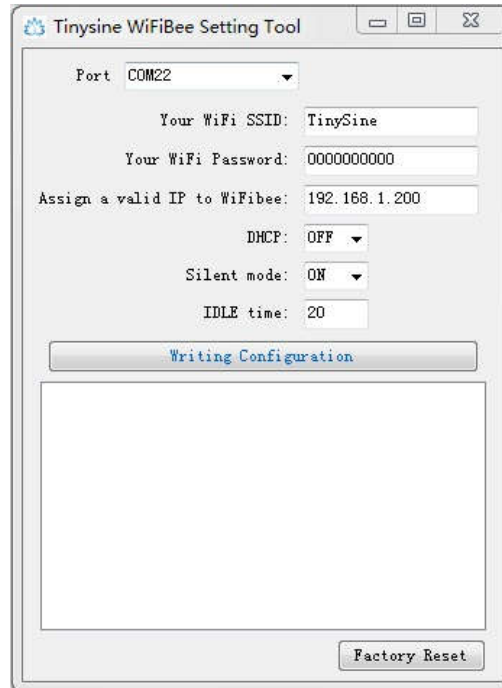 Tinysine WiFiBee Setting Tool
Port COM22
Your WiFi SSID: TinySine
Your WiFi Password: 0000000000
Assign a valid IP to WiFibee: 192.168.1.200
DHCP: OFF
Silent mode: ON
IDLE time: 20
Writing Configuration
Factory Reset